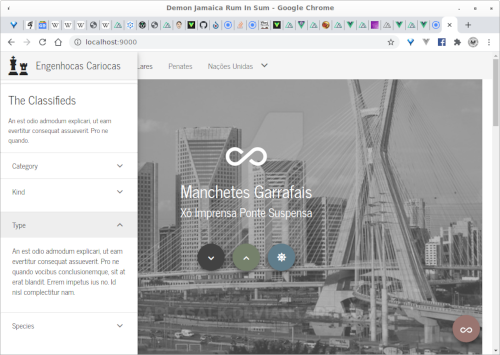 Demon Jamaica Rum In Sum - Google Chrome
localhost:9000
Engenhocas Cariocas
Lares
Penates
Nações Unidas
The Classifieds
An est odio admodum explicari, ut eam
evertitur consequat assueverit. Pro ne
quando.
Category
Kind
Type
An est odio admodum explicari, ut eam
evertitur consequat assueverit. Pro ne
quando vocibus conclusionemque, sit at
erat blandit. Errem impetus ius no. Id
nisl complectitur nam.
Species
Manchetes Garrafais
Xò Imprensa Ponte Suspensa